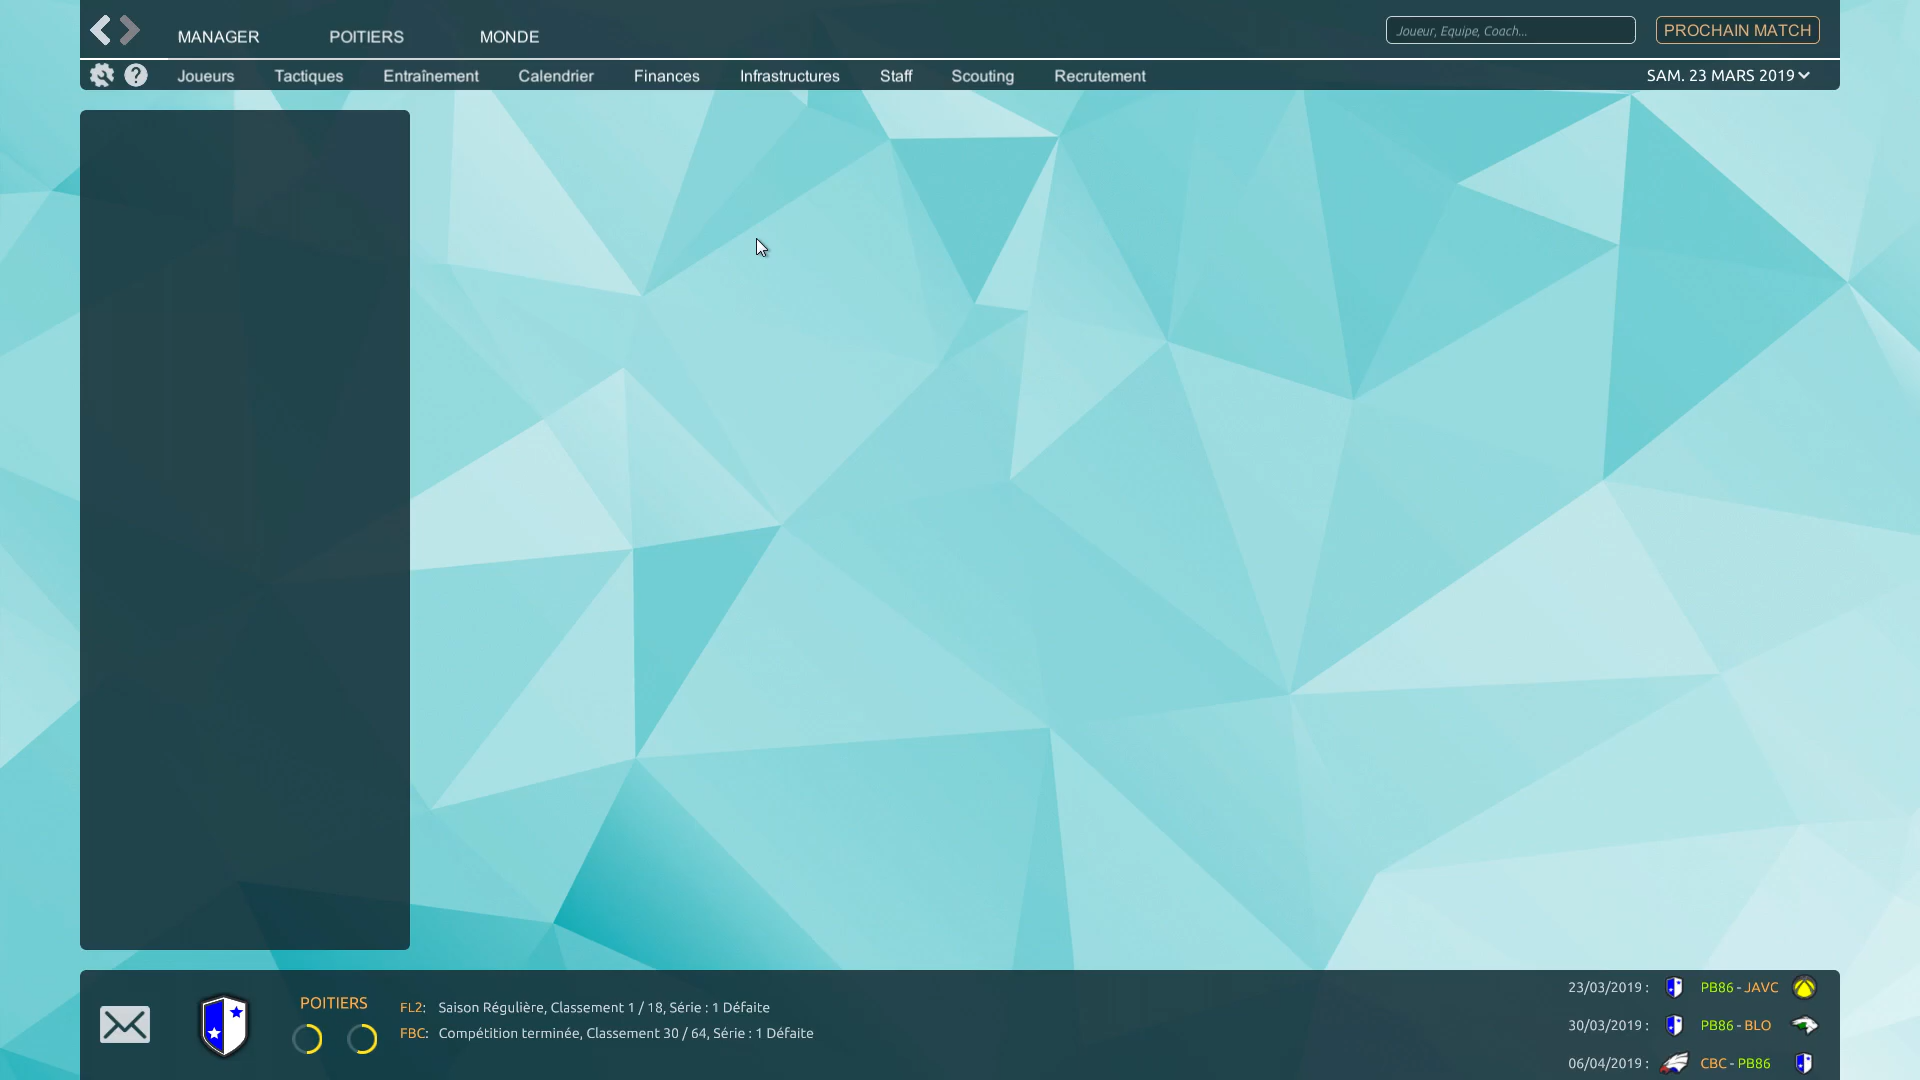 MANAGER POITIERS MONDE
Joueur, Equipe, Coach...
PROCHAIN MATCH
Joueurs Tactiques Entraînement Calendrier Finances Infrastructures Staff Scouting Recrutement
SAM. 23 MARS 2019
POITIERS
FL2: Saison Régulière, Classement 1 / 18, Série : 1 Défaite
FBC: Compétition terminée, Classement 30 / 64, Série : 1 Défaite
23/03/2019 : PB86 - JAVC
30/03/2019 : PB86 - BLO
06/04/2019 : CBC - PB86